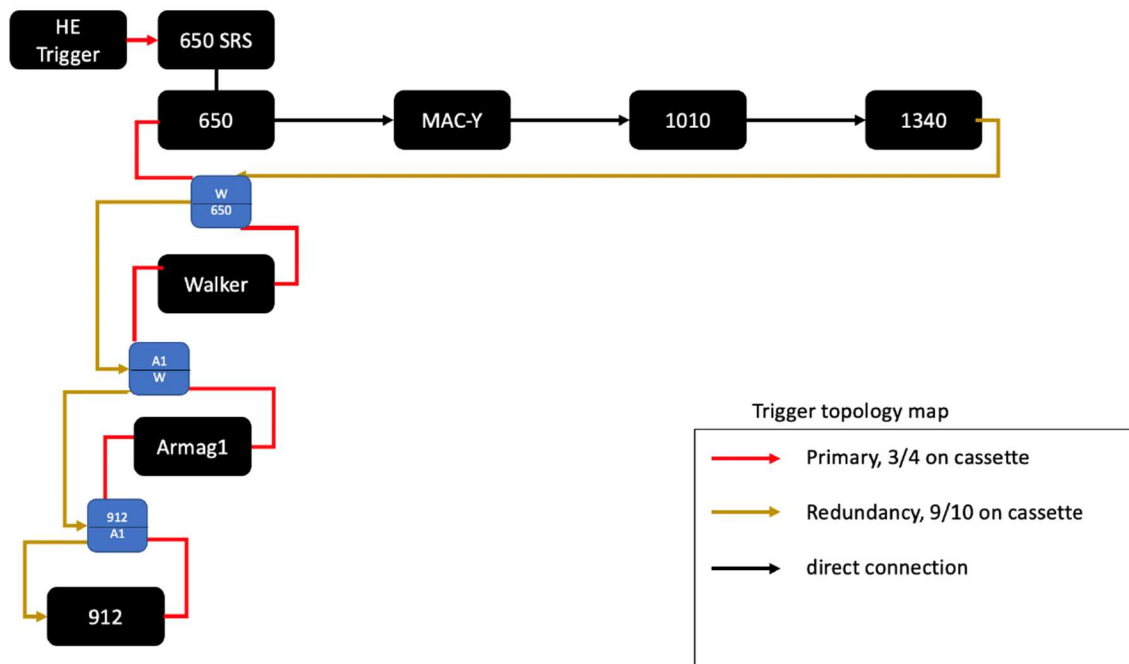 HE
Trigger
650 SRS
650
MAC-Y
1010
1340
W
650
Walker
A1
W
Armag1
912
A1
912
Trigger topology map
Primary, 3/4 on cassette
Redundancy, 9/10 on cassette
direct connection